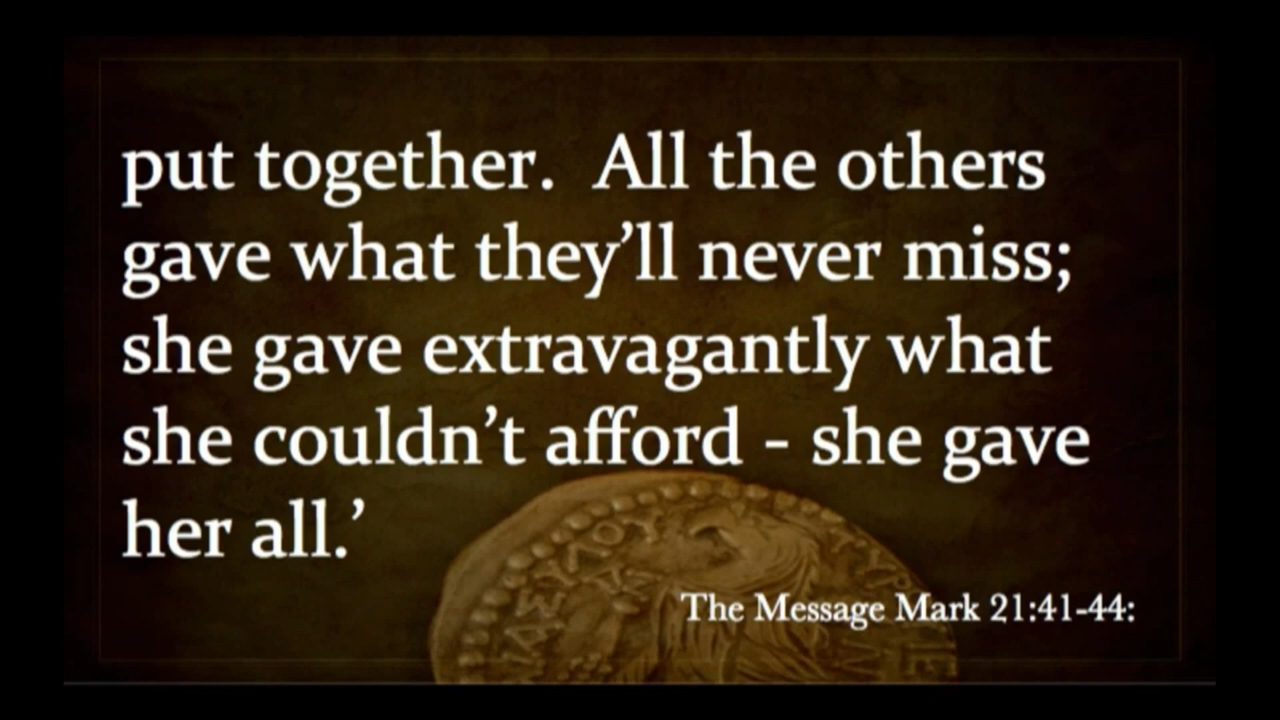 put together.  All the others
gave what they’ll never miss;
she gave extravagantly what
she couldn’t afford - she gave
her all.’
The Message Mark 21:41-44: